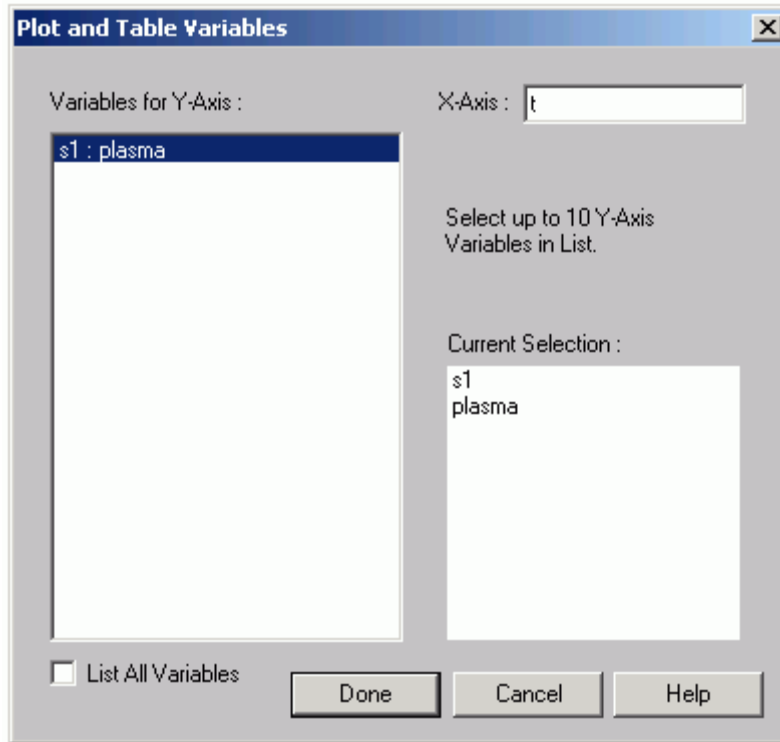 Plot and Table Variables
Variables for Y-Axis :
X-Axis : t
s1 : plasma
Select up to 10 Y-Axis
Variables in List.
Current Selection :
s1
plasma
List All Variables
Done
Cancel
Help